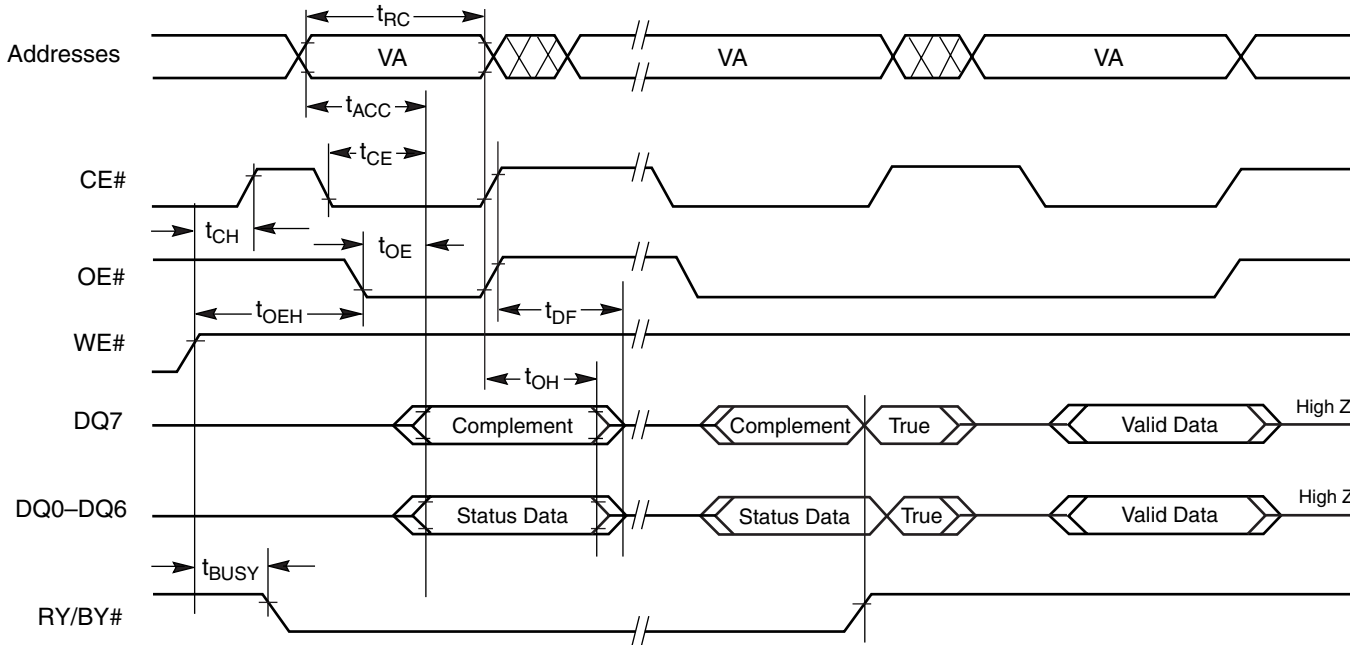 tRC
Addresses VA VA VA
tACC
tCE
CE#
tCH tOE
OE#
tOEH tDF
WE#
tOH
DQ7 Complement Complement True Valid Data High Z
DQ0–DQ6 Status Data Status Data True Valid Data High Z
tBUSY
RY/BY#